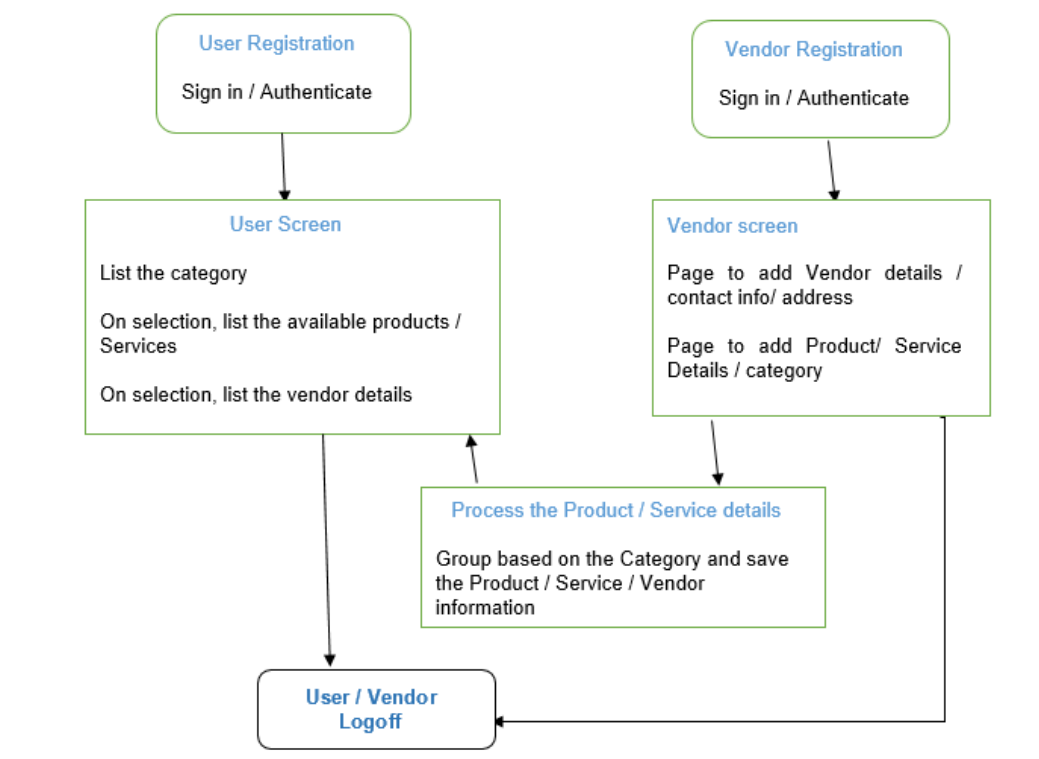 User Registration
Sign in / Authenticate
Vendor Registration
Sign in / Authenticate
User Screen
List the category
On selection, list the available products /
Services
On selection, list the vendor details
Vendor screen
Page to add Vendor details /
contact info/ address
Page to add Product/ Service
Details / category
Process the Product / Service details
Group based on the Category and save
the Product / Service / Vendor
information
User / Vendor
Logoff